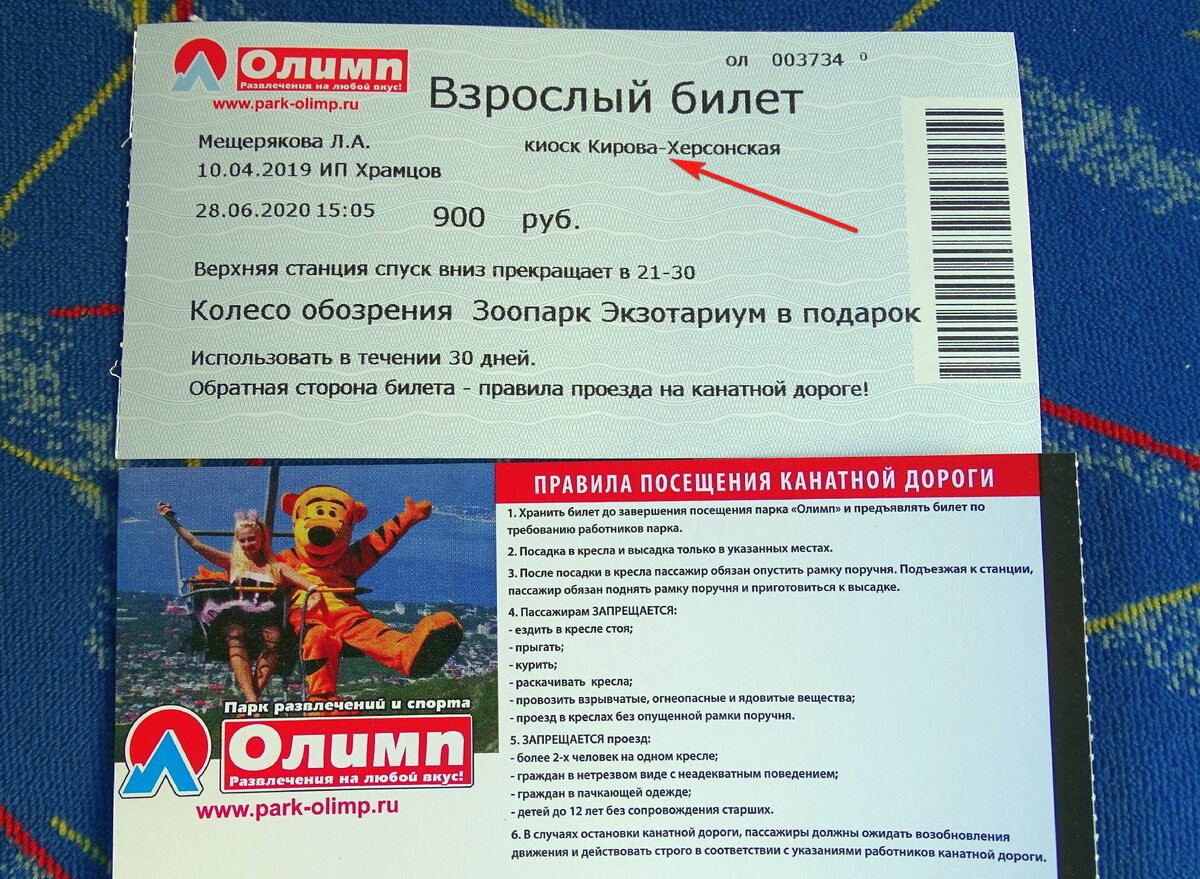 Олимп
Развлечения на любой вкус!
www.park-olimp.ru
ол 003734 0
Взрослый билет
Мещерякова Л.А.
киоск Кирова-Херсонская
10.04.2019 ИП Храмцов
28.06.2020 15:05 900 руб.
Верхняя станция спуск вниз прекращает в 21-30
Колесо обозрения Зоопарк Экзотариум в подарок
Использовать в течении 30 дней.
Обратная сторона билета - правила проезда на канатной дороге!
Парк развлечений и спорта
Олимп
Развлечения на любой вкус!
www.park-olimp.ru
ПРАВИЛА ПОСЕЩЕНИЯ КАНАТНОЙ ДОРОГИ
1. Хранить билет до завершения посещения парка «Олимп» и предъявлять билет по
требованию работников парка.
2. Посадка в кресла и высадка только в указанных местах.
3. После посадки в кресла пассажир обязан опустить рамку поручня. Подъезжая к станции,
пассажир обязан поднять рамку поручня и приготовиться к высадке.
4. Пассажирам ЗАПРЕЩАЕТСЯ:
- ездить в кресле стоя;
- прыгать;
- курить;
- раскачивать кресла;
- провозить взрывчатые, огнеопасные и ядовитые вещества;
- проезд в креслах без опущенной рамки поручня.
5. ЗАПРЕЩАЕТСЯ проезд:
- более 2-х человек на одном кресле;
- граждан в нетрезвом виде с неадекватным поведением;
- граждан в пачкающей одежде;
- детей до 12 лет без сопровождения старших.
6. В случаях остановки канатной дороги, пассажиры должны ожидать возобновления
движения и действовать строго в соответствии с указаниями работников канатной дороги.